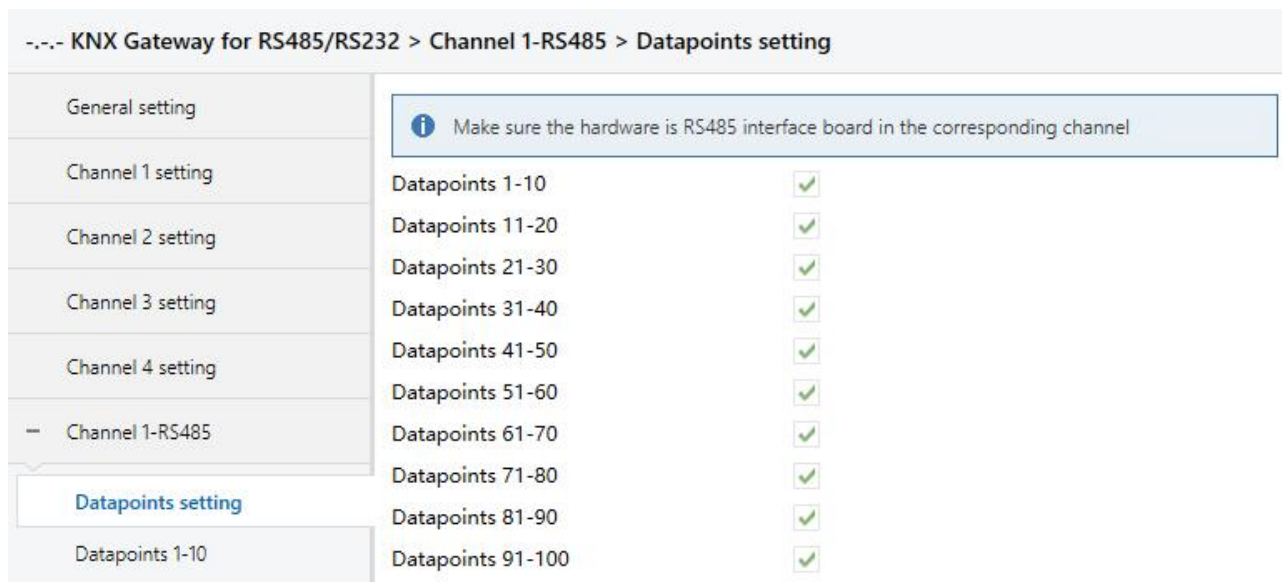 -.-.- KNX Gateway for RS485/RS232 > Channel 1-RS485 > Datapoints setting
General setting
Channel 1 setting
Channel 2 setting
Channel 3 setting
Channel 4 setting
– Channel 1-RS485
Datapoints setting
Datapoints 1-10
Make sure the hardware is RS485 interface board in the corresponding channel
Datapoints 1-10
Datapoints 11-20
Datapoints 21-30
Datapoints 31-40
Datapoints 41-50
Datapoints 51-60
Datapoints 61-70
Datapoints 71-80
Datapoints 81-90
Datapoints 91-100